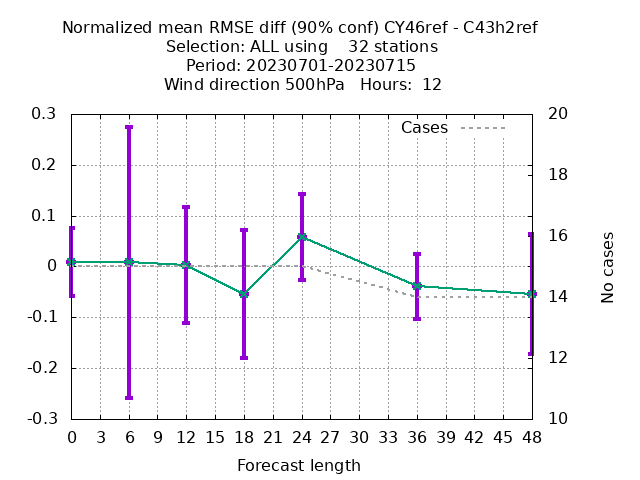 Normalized mean RMSE diff (90% conf) CY46ref - C43h2ref
Selection: ALL using    32 stations
Period: 20230701-20230715
Wind direction 500hPa   Hours:  12
Cases
0.3
0.2
0.1
0
-0.1
-0.2
-0.3
20
18
16
14
12
10
No cases
0 3 6 9 12 15 18 21 24 27 30 33 36 39 42 45 48
Forecast length